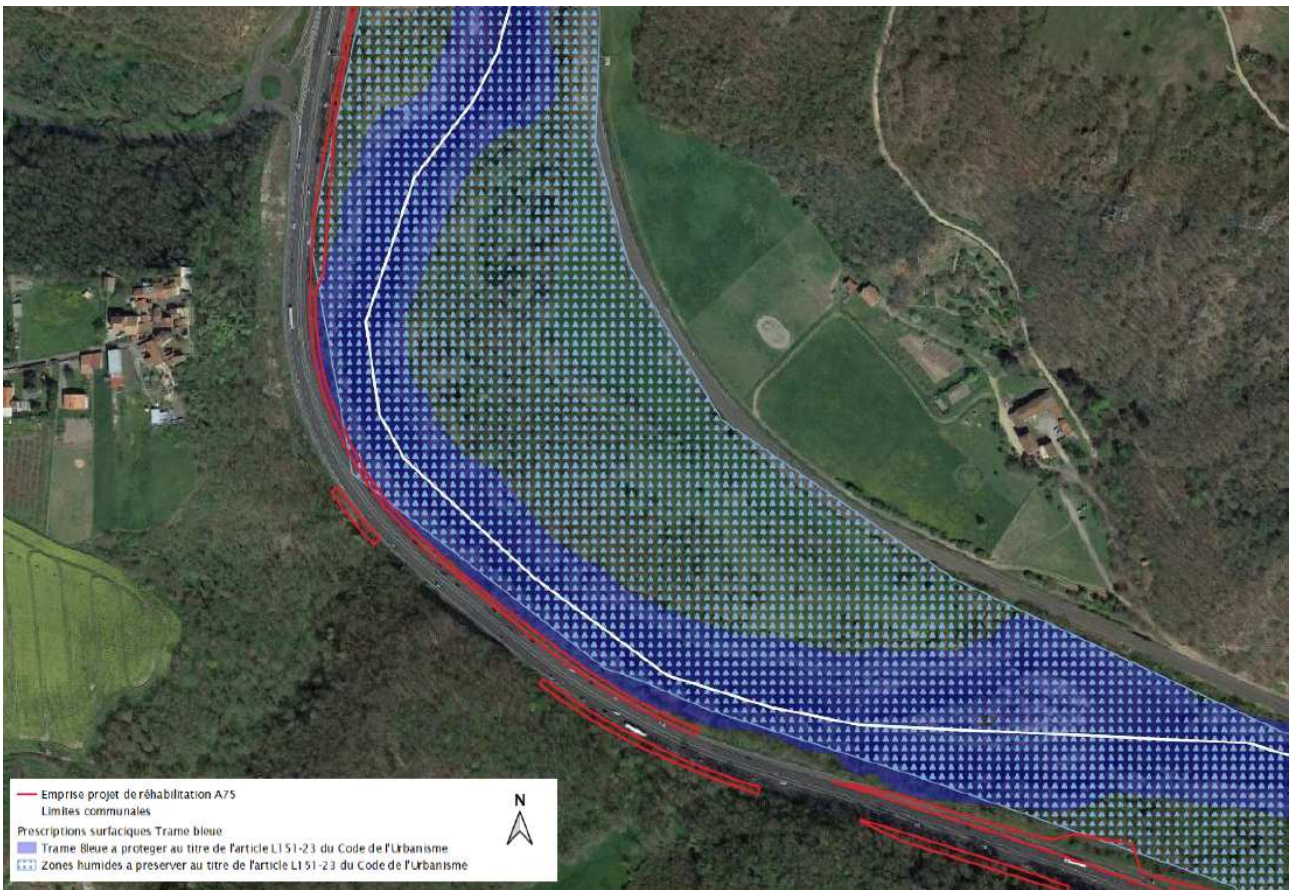 N
Emprise projet de réhabilitation A75
Limites communales
Prescriptions surfaciques Trame bleue
Trame Bleue a proteger au titre de l'article L151-23 du Code de l'Urbanisme
Zones humides a preserver au titre de l'article L151-23 du Code de l'Urbanisme